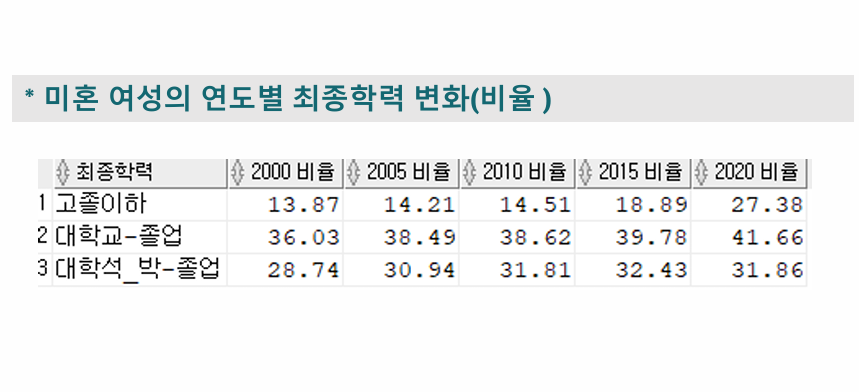 * 미혼 여성의 연도별 최종학력 변화(비율 )
최종학력 2000 비율 2005 비율 2010 비율 2015 비율 2020 비율
1 고졸이하 13.87 14.21 14.51 18.89 27.38
2 대학교-졸업 36.03 38.49 38.62 39.78 41.66
3 대학석_박-졸업 28.74 30.94 31.81 32.43 31.86